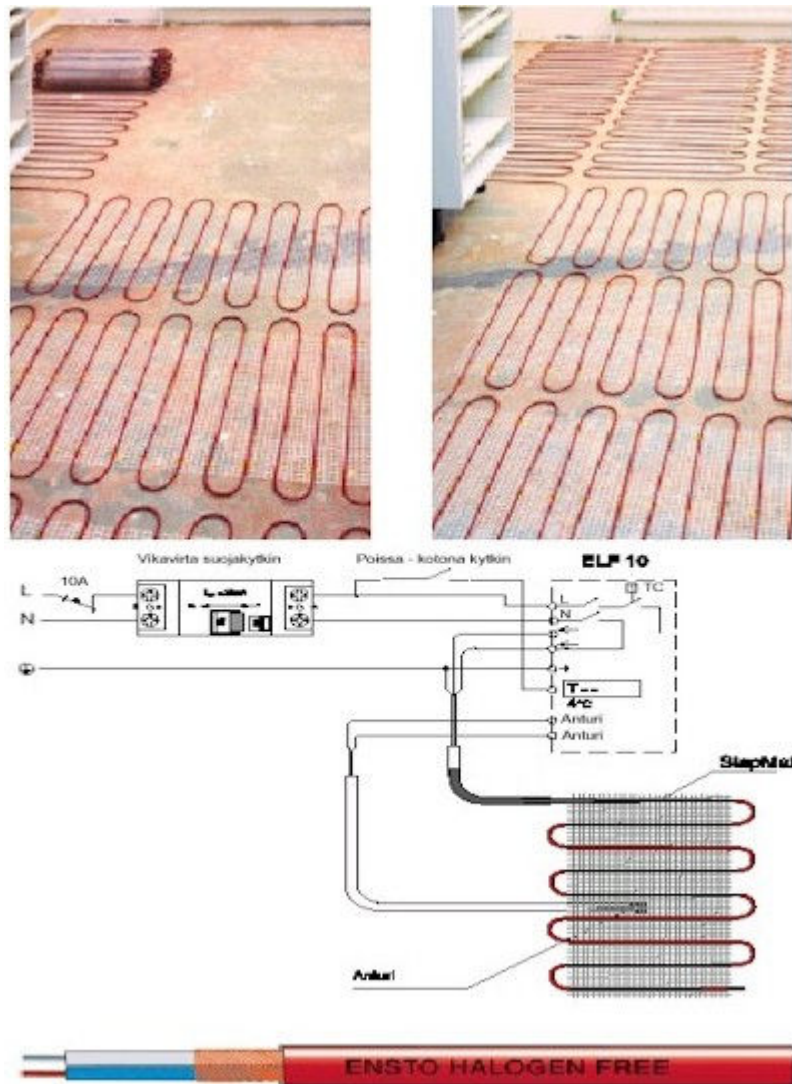 Vikavirta suojakytkin
Poissa - kotona kytkin
ELF 10
L
10A
N
L
TC
N
T--
4°C
Anturi
Anturi
Anturi
ENSTO HALOGEN FREE